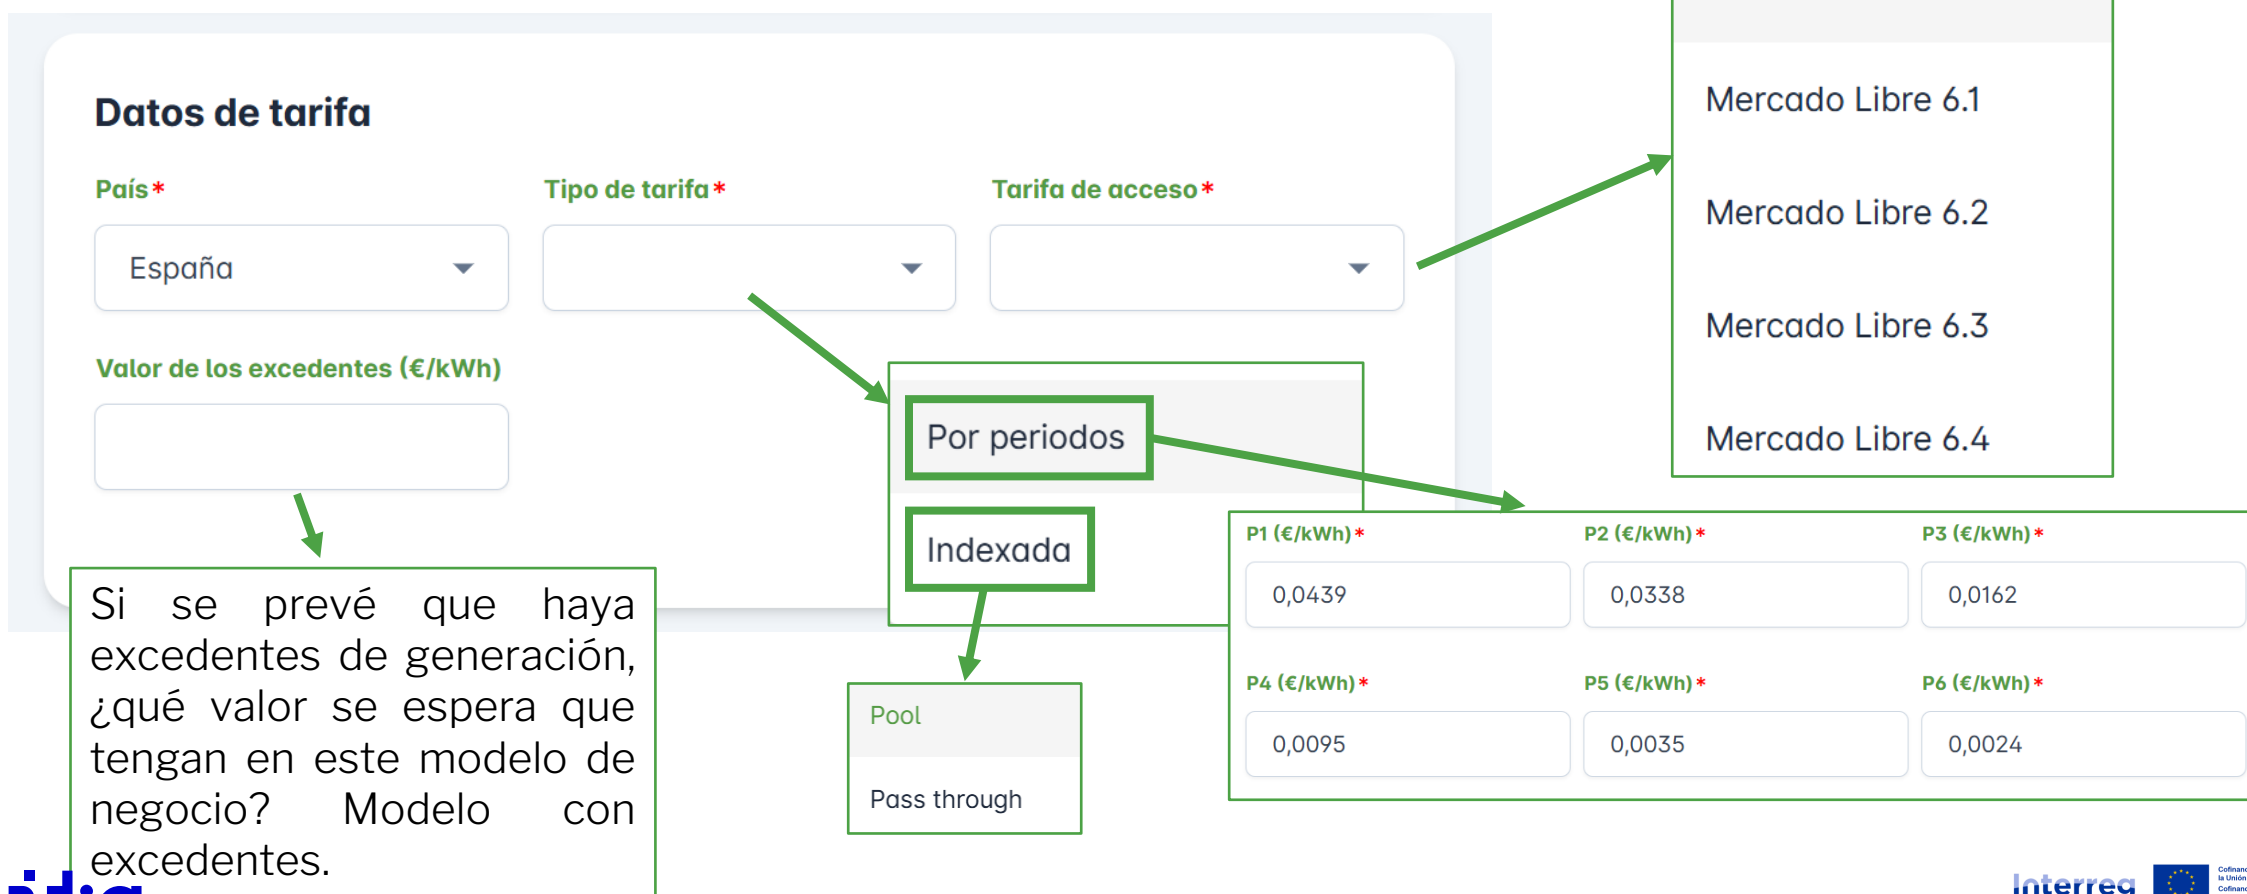 Datos de tarifa
País*
Tipo de tarifa*
Tarifa de acceso*
España
Valor de los excedentes (€/kWh)
Mercado Libre 6.1
Mercado Libre 6.2
Mercado Libre 6.3
Mercado Libre 6.4
Por periodos
Indexada
Pool
Pass through
P1 (€/kWh)*
P2 (€/kWh)*
P3 (€/kWh)*
0,0439
0,0338
0,0162
P4 (€/kWh)*
P5 (€/kWh)*
P6 (€/kWh)*
0,0095
0,0035
0,0024
Si se prevé que haya
excedentes de generación,
¿qué valor se espera que
tengan en este modelo de
negocio? Modelo con
excedentes.
Interreg